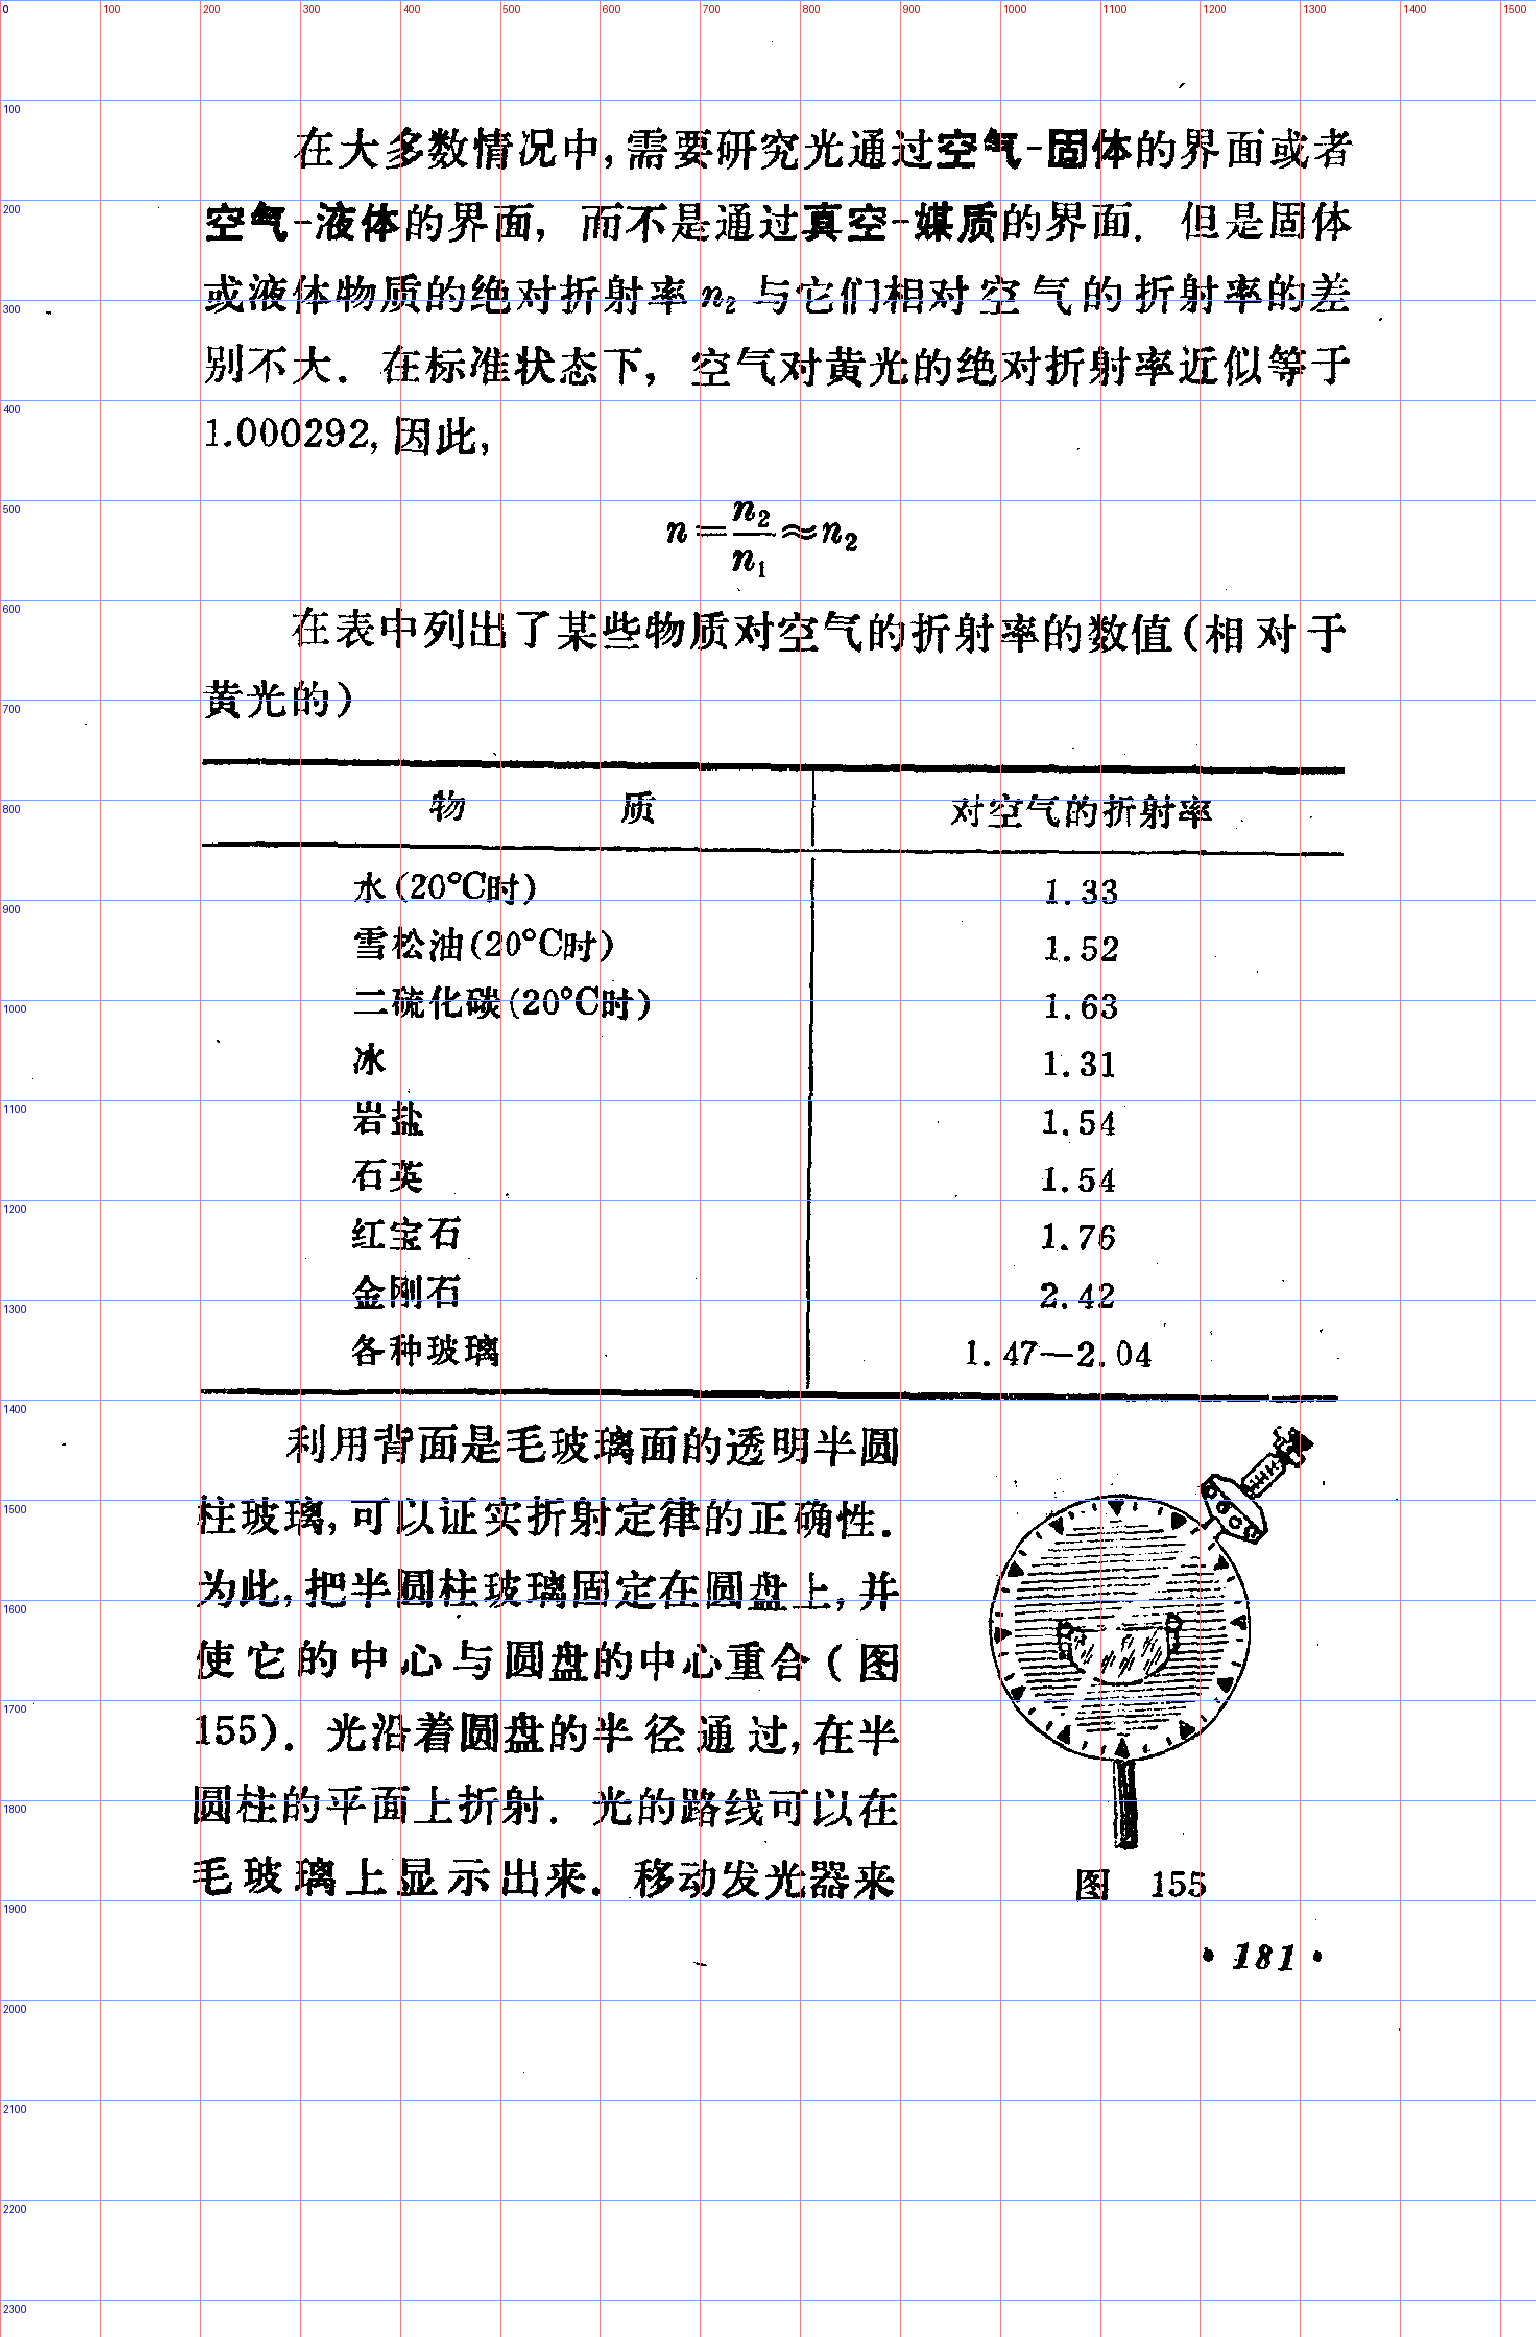 在大多数情况中,需要研究光通过空气-固体的界面或者
空气-液体的界面,而不是通过真空-媒质的界面.但是固体
或液体物质的绝对折射率 n₂ 与它们相对空气的折射率的差
别不大.在标准状态下,空气对黄光的绝对折射率近似等于
1.000292,因此,
n=n₂/n₁≈n₂
在表中列出了某些物质对空气的折射率的数值(相对于
黄光的)
物 质 对空气的折射率
水(20°C时) 1.33
雪松油(20°C时) 1.52
二硫化碳(20°C时) 1.63
冰 1.31
岩盐 1.54
石英 1.54
红宝石 1.76
金刚石 2.42
各种玻璃 1.47—2.04
利用背面是毛玻璃面的透明半圆
柱玻璃,可以证实折射定律的正确性.
为此,把半圆柱玻璃固定在圆盘上,并
使它的中心与圆盘的中心重合(图
155).光沿着圆盘的半径通过,在半
圆柱的平面上折射.光的路线可以在
毛玻璃上显示出来.移动发光器来
图 155
• 181 •